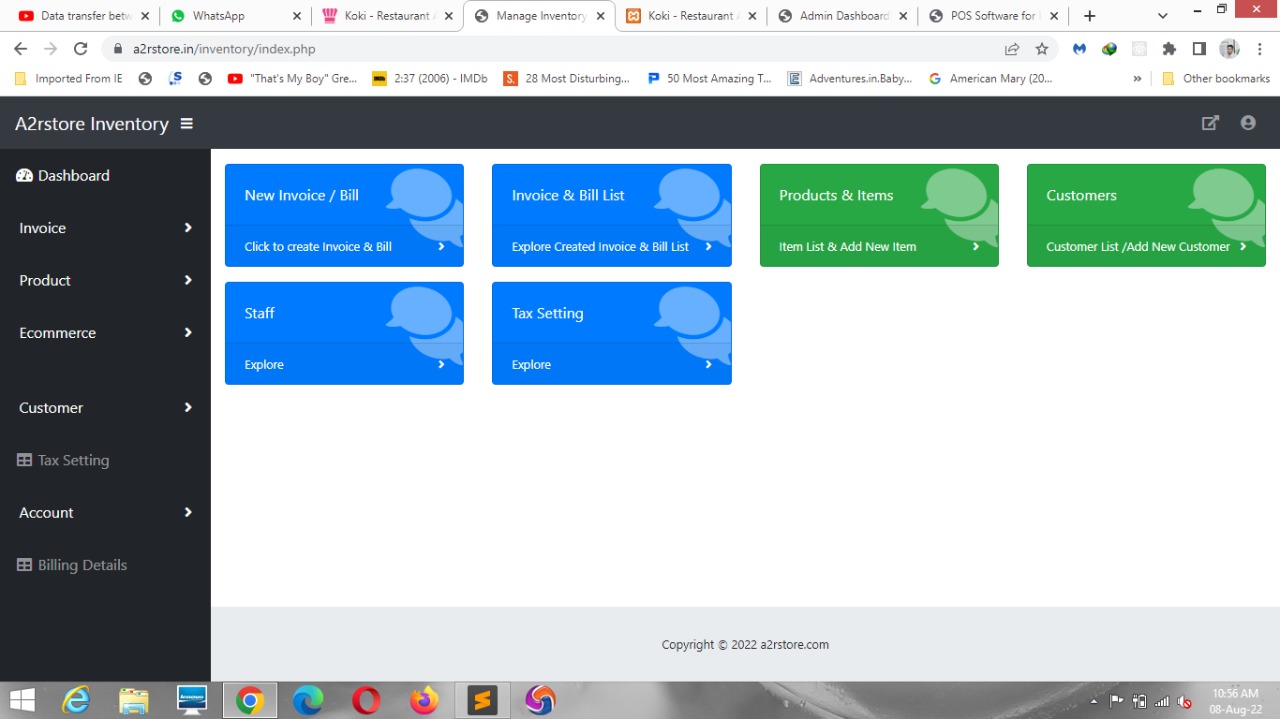 Data transfer betw
WhatsApp
Koki - Restaurant A
Manage Inventory
Koki - Restaurant A
Admin Dashboard
POS Software for
a2rstore.in/inventory/index.php
Imported From IE
"That's My Boy" Gre...
2:37 (2006) - IMDb
S.
28 Most Disturbing...
50 Most Amazing T...
Adventures.in.Baby...
American Mary (20...
»
Other bookmarks
A2rstore Inventory
Dashboard
Invoice
Product
Ecommerce
Customer
Tax Setting
Account
Billing Details
New Invoice / Bill
Click to create Invoice & Bill
Invoice & Bill List
Explore Created Invoice & Bill List
Products & Items
Item List & Add New Item
Customers
Customer List /Add New Customer
Staff
Explore
Tax Setting
Explore
Copyright © 2022 a2rstore.com
10:56 AM
08-Aug-22